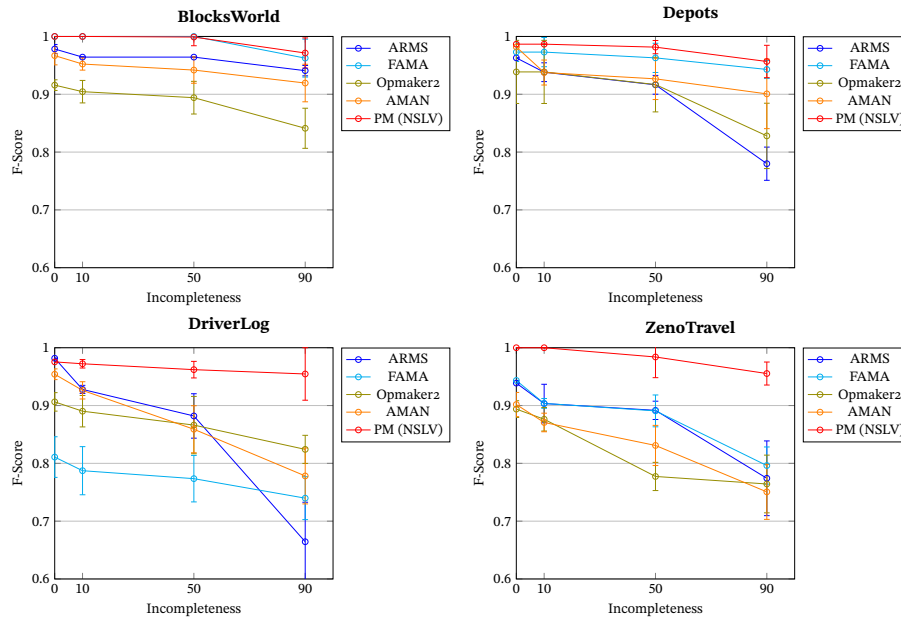 BlocksWorld
F-Score
1
0.9
0.8
0.7
0.6
0 10 50 90
Incompleteness
ARMS
FAMA
Opmaker2
AMAN
PM (NSLV)
Depots
F-Score
1
0.9
0.8
0.7
0.6
0 10 50 90
Incompleteness
ARMS
FAMA
Opmaker2
AMAN
PM (NSLV)
DriverLog
F-Score
1
0.9
0.8
0.7
0.6
0 10 50 90
Incompleteness
ARMS
FAMA
Opmaker2
AMAN
PM (NSLV)
ZenoTravel
F-Score
1
0.9
0.8
0.7
0.6
0 10 50 90
Incompleteness
ARMS
FAMA
Opmaker2
AMAN
PM (NSLV)